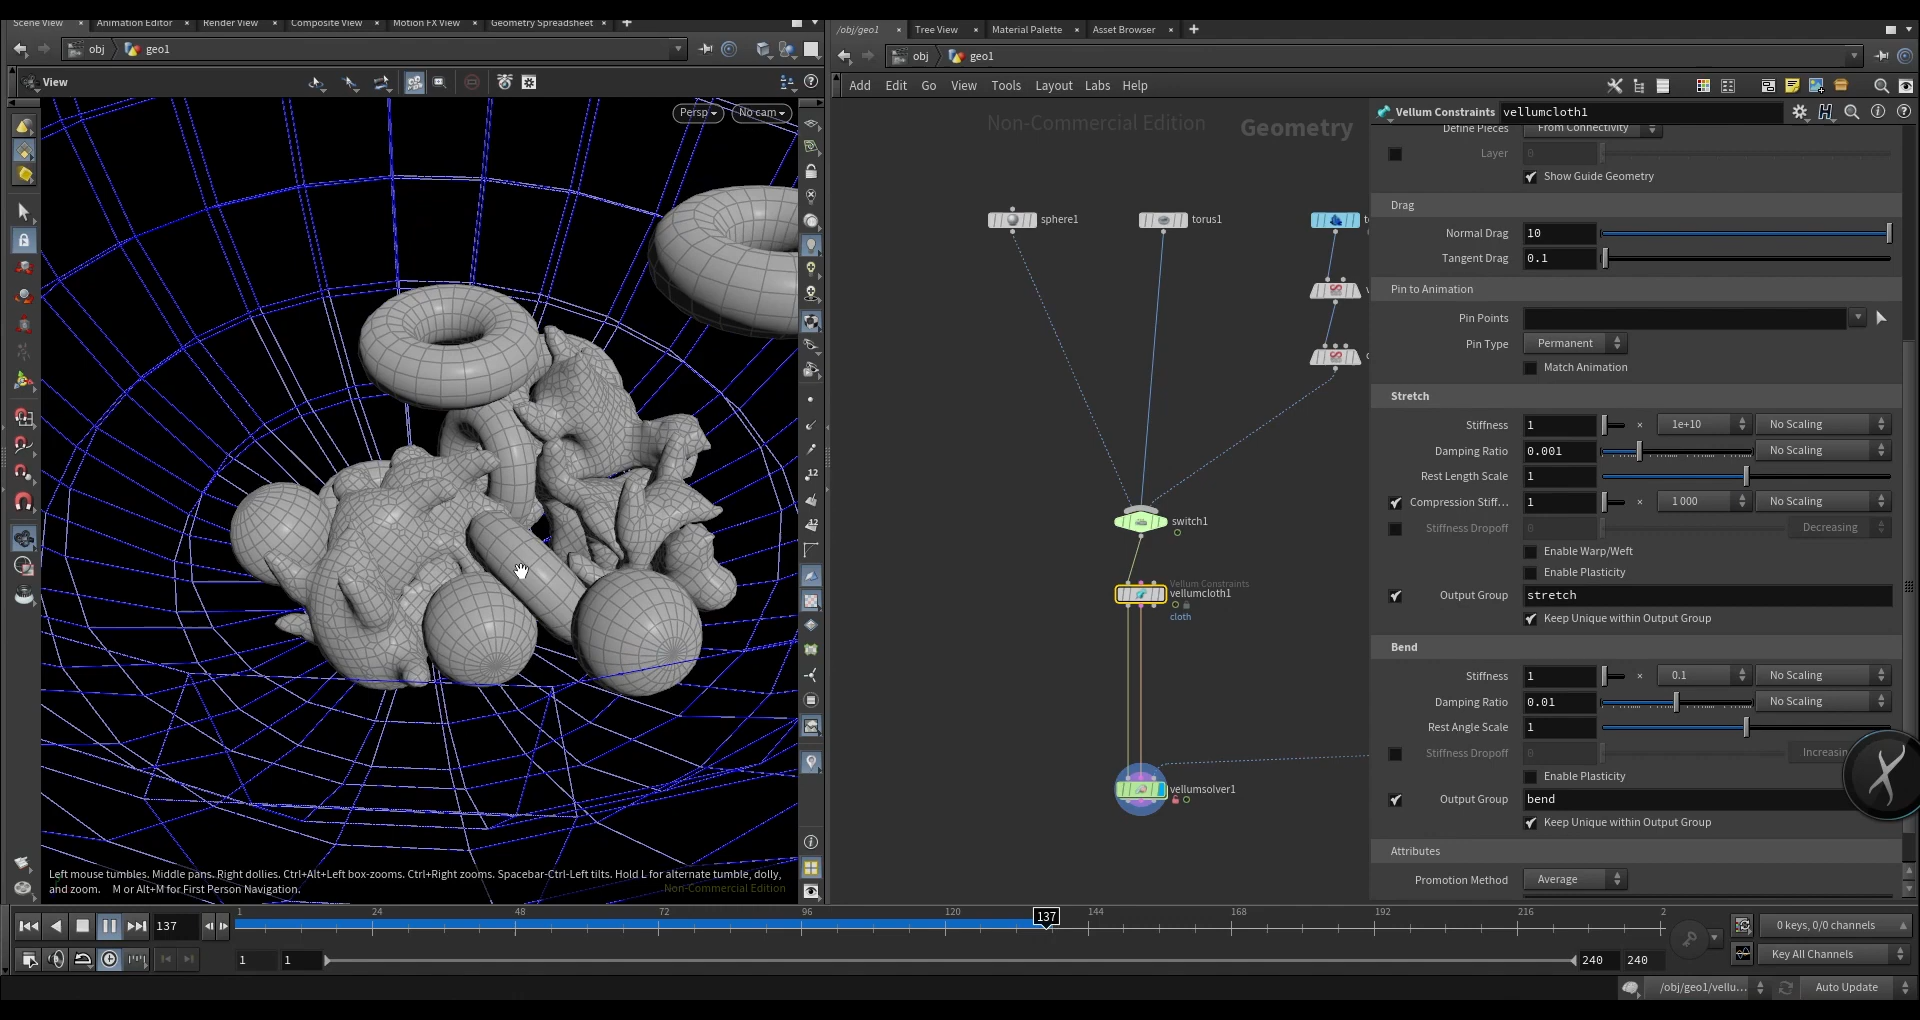 Scene View × Animation Editor × Render View × Composite View × Motion FX View × Geometry Spreadsheet ×
/obj/geo1 × Tree View × Material Palette × Asset Browser ×
obj geo1
obj geo1
View
Add Edit Go View Tools Layout Labs Help
Persp No cam
Non-Commercial Edition Geometry
Vellum Constraints vellumcloth1
Define Pieces From Connectivity
Layer 0
Show Guide Geometry
Drag
Normal Drag 10
Tangent Drag 0.1
Pin to Animation
Pin Points
Pin Type Permanent
Match Animation
Stretch
Stiffness 1 × 1e+10 No Scaling
Damping Ratio 0.001 No Scaling
Rest Length Scale 1
Compression Stiff... 1 × 1000 No Scaling
Stiffness Dropoff 0 Decreasing
Enable Warp/Weft
Enable Plasticity
Output Group stretch
Keep Unique within Output Group
Bend
Stiffness 1 × 0.1 No Scaling
Damping Ratio 0.01 No Scaling
Rest Angle Scale 1
Stiffness Dropoff 0
Enable Plasticity
Output Group bend
Keep Unique within Output Group
Attributes
Promotion Method Average
sphere1
torus1
switch1
Vellum Constraints
vellumcloth1
cloth
vellumsolver1
12
12
Left mouse tumbles. Middle pans. Right dollies. Ctrl+Alt+Left box-zooms. Ctrl+Right zooms. Spacebar-Ctrl-Left tilts. Hold L for alternate tumble, dolly,
and zoom. M or Alt+M for First Person Navigation.
Non-Commercial Edition
1 24 48 72 96 120 144 168 192 216 2
137 137
0 keys, 0/0 channels
1 1 240 240
Key All Channels
/obj/geo1/vellu... Auto Update